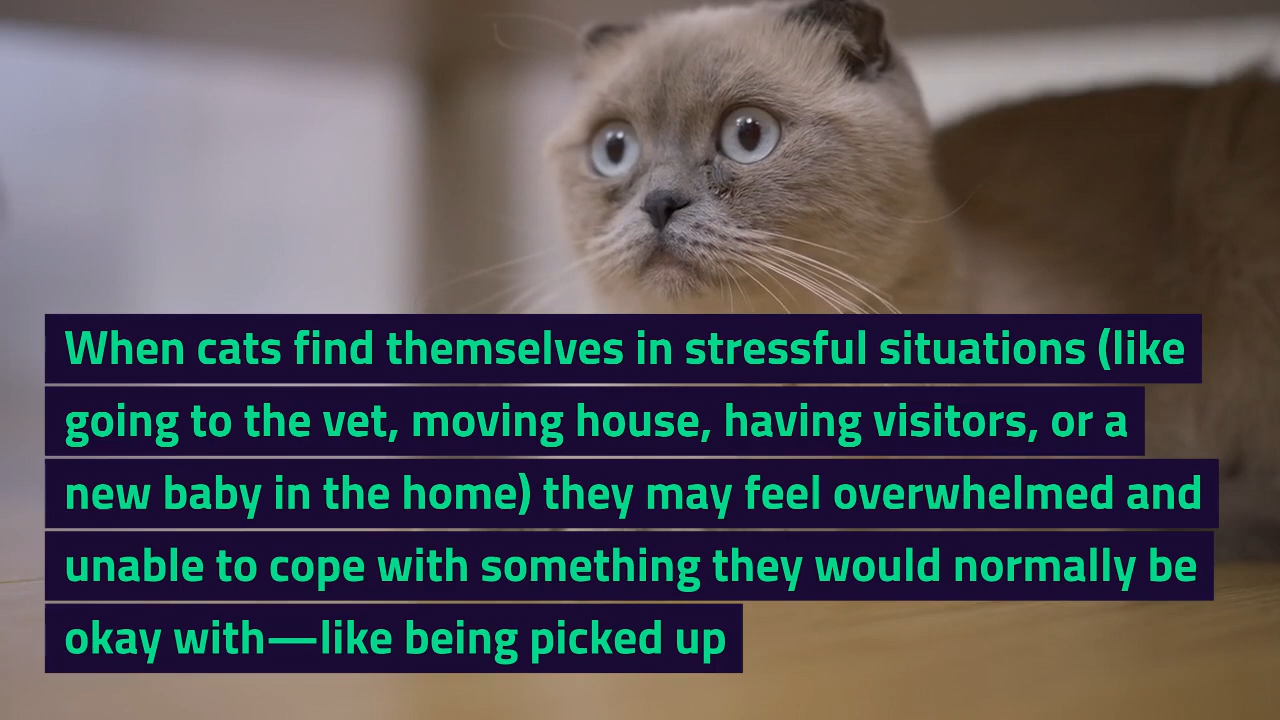 When cats find themselves in stressful situations (like
going to the vet, moving house, having visitors, or a
new baby in the home) they may feel overwhelmed and
unable to cope with something they would normally be
okay with—like being picked up